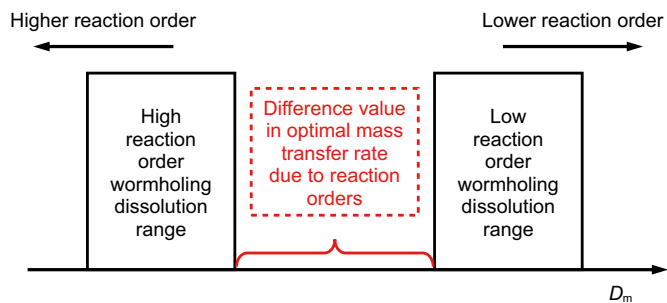 Higher reaction order
Lower reaction order
High
reaction
order
wormholing
dissolution
range
Difference value
in optimal mass
transfer rate
due to reaction
orders
Low
reaction
order
wormholing
dissolution
range
Dm